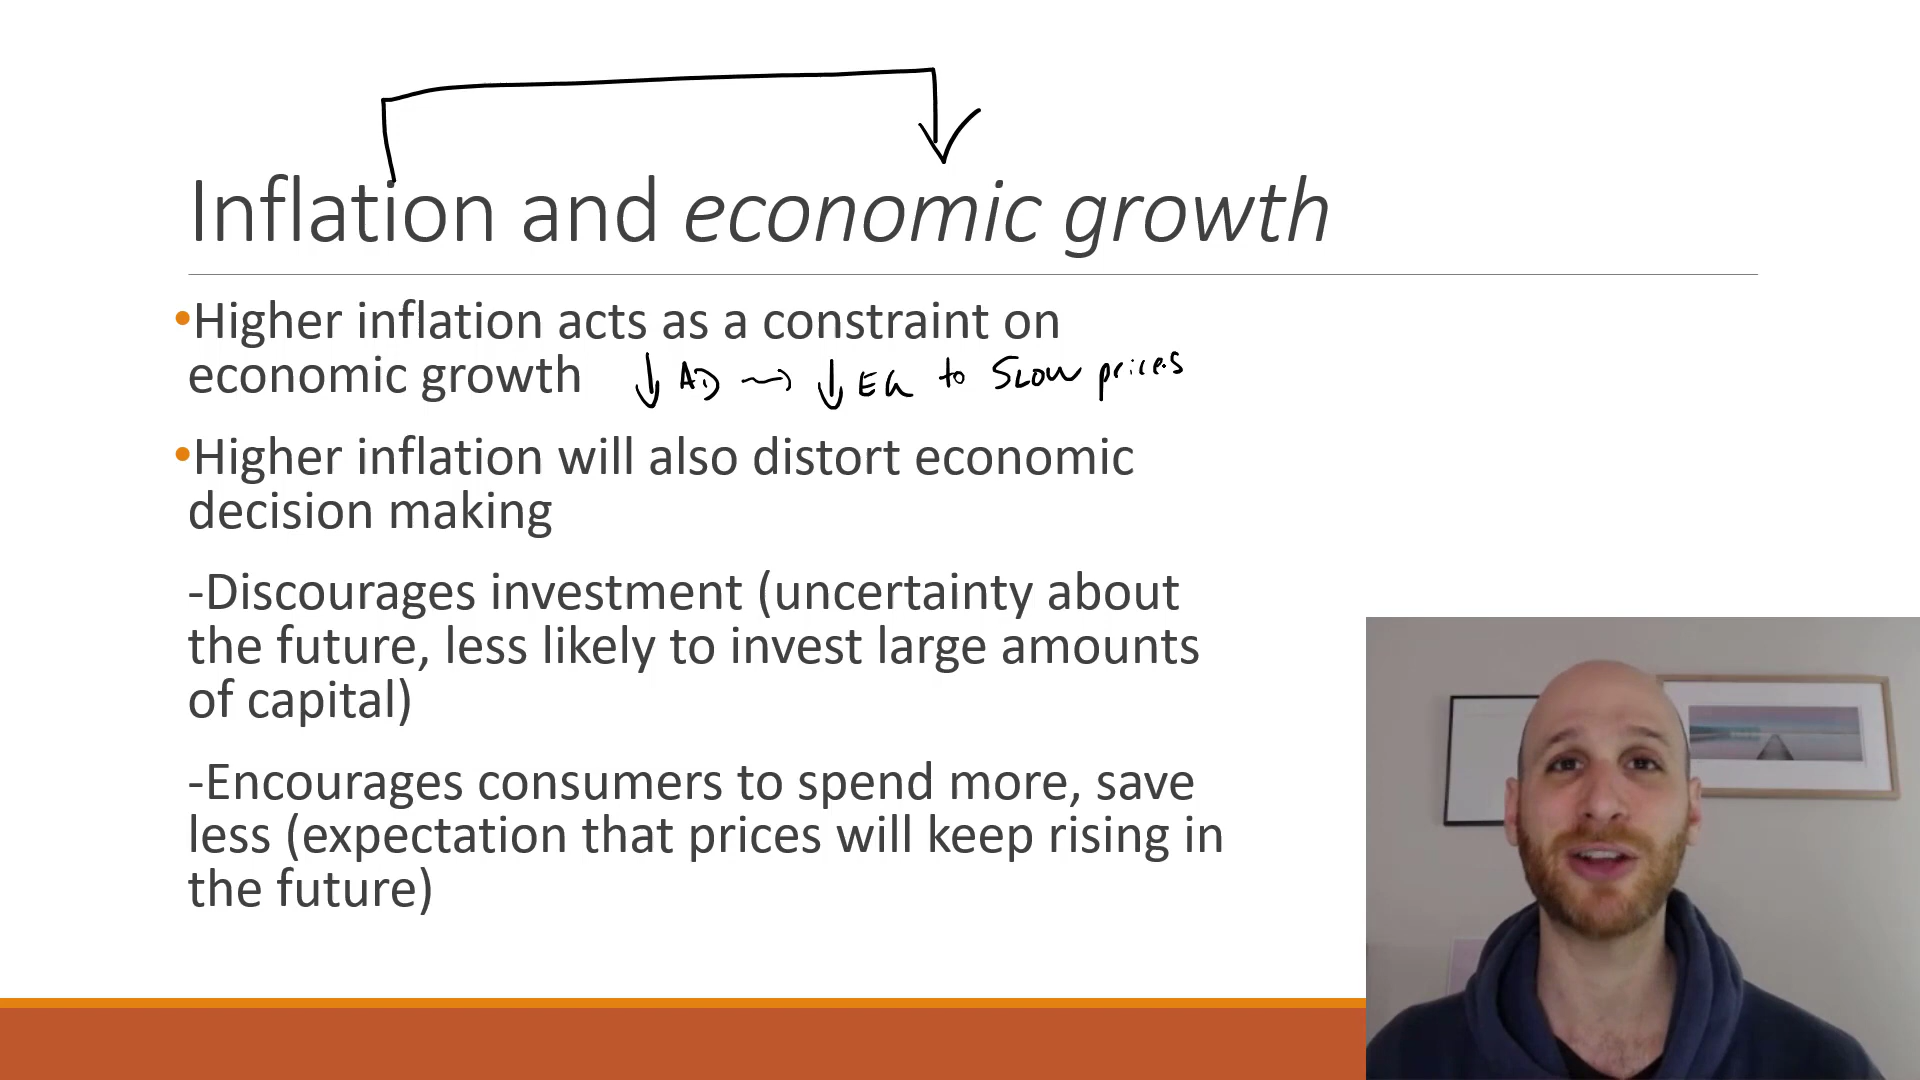 Inflation and economic growth
•Higher inflation acts as a constraint on
economic growth ↓ AD → ↓ EG to SLOW prices
•Higher inflation will also distort economic
decision making
-Discourages investment (uncertainty about
the future, less likely to invest large amounts
of capital)
-Encourages consumers to spend more, save
less (expectation that prices will keep rising in
the future)